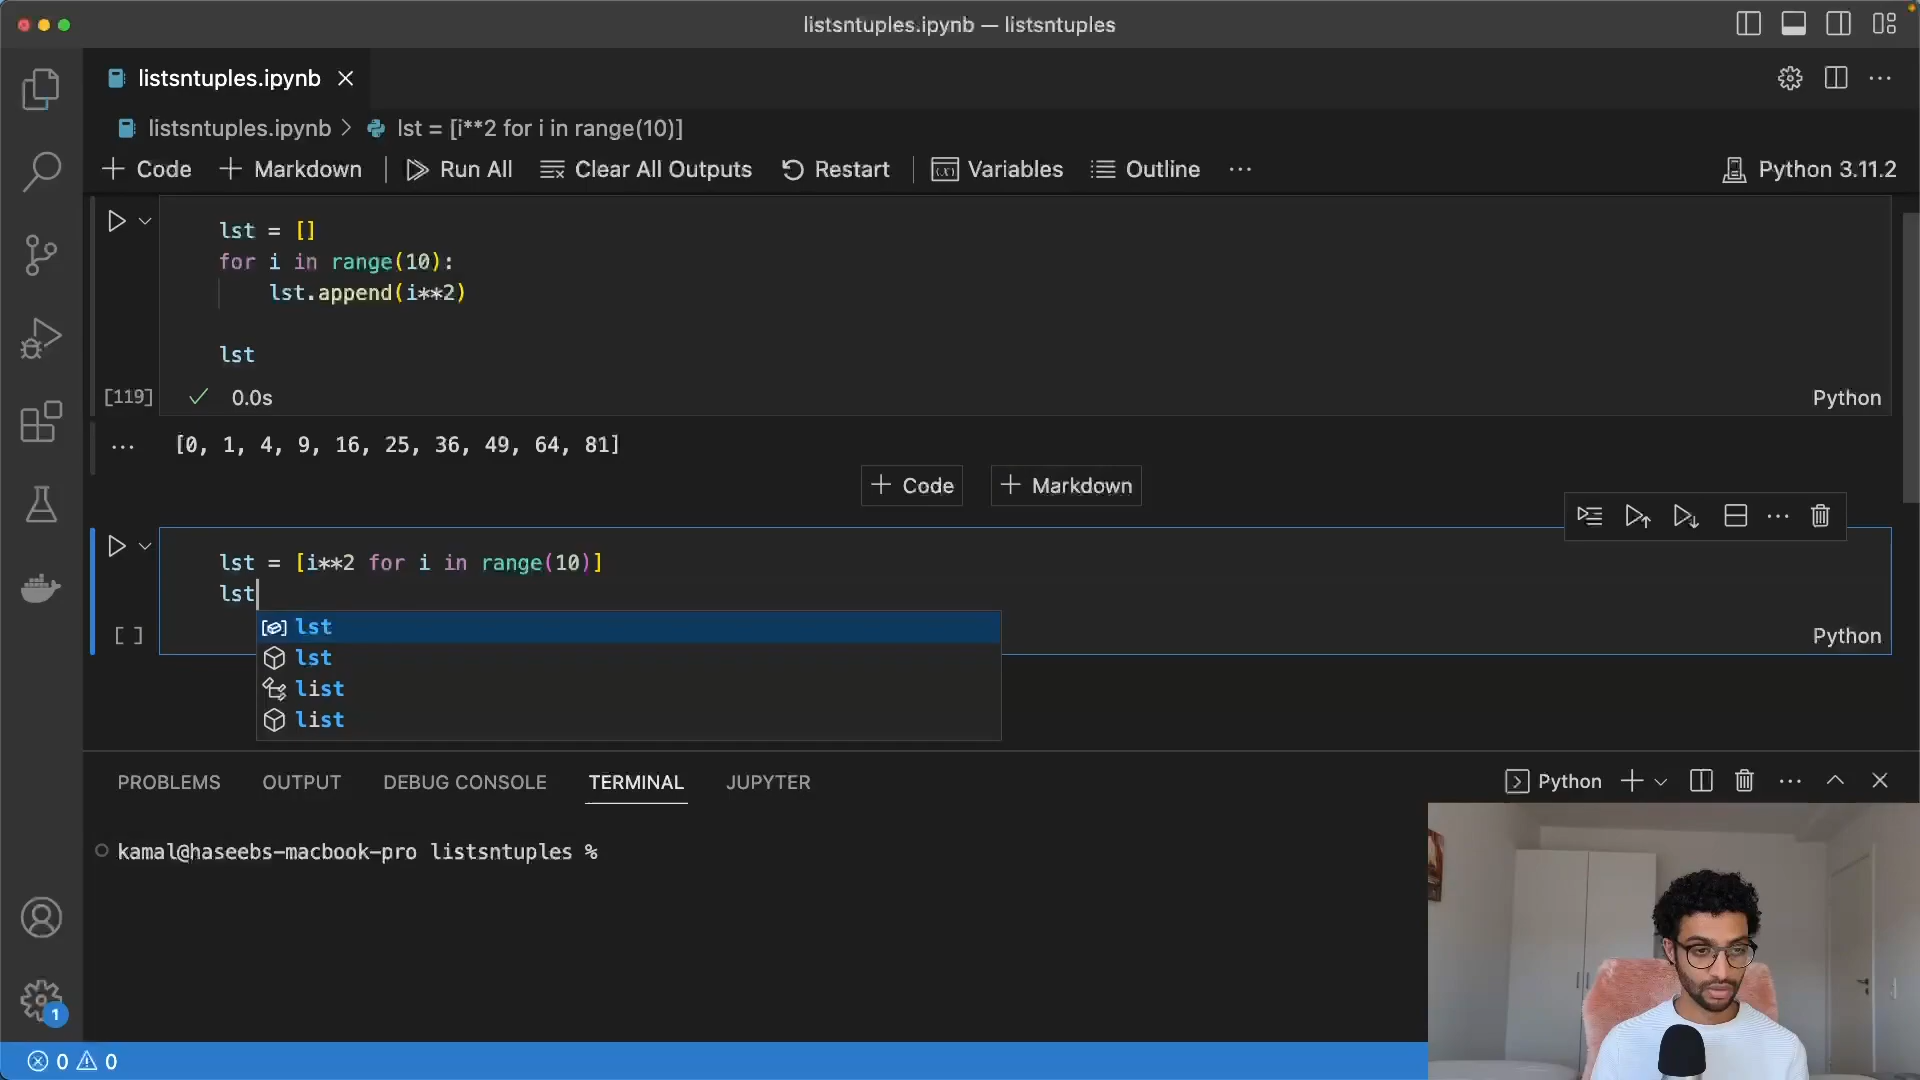 listsntuples.ipynb — listsntuples
listsntuples.ipynb
listsntuples.ipynb > lst = [i**2 for i in range(10)]
+ Code + Markdown Run All Clear All Outputs Restart Variables Outline ... Python 3.11.2
lst = []
for i in range(10):
lst.append(i**2)
lst
[119] 0.0s Python
... [0, 1, 4, 9, 16, 25, 36, 49, 64, 81]
+ Code + Markdown
lst = [i**2 for i in range(10)]
lst
[ ] Python
lst
lst
list
list
PROBLEMS OUTPUT DEBUG CONSOLE TERMINAL JUPYTER Python
kamal@haseebs-macbook-pro listsntuples %
1
0 0